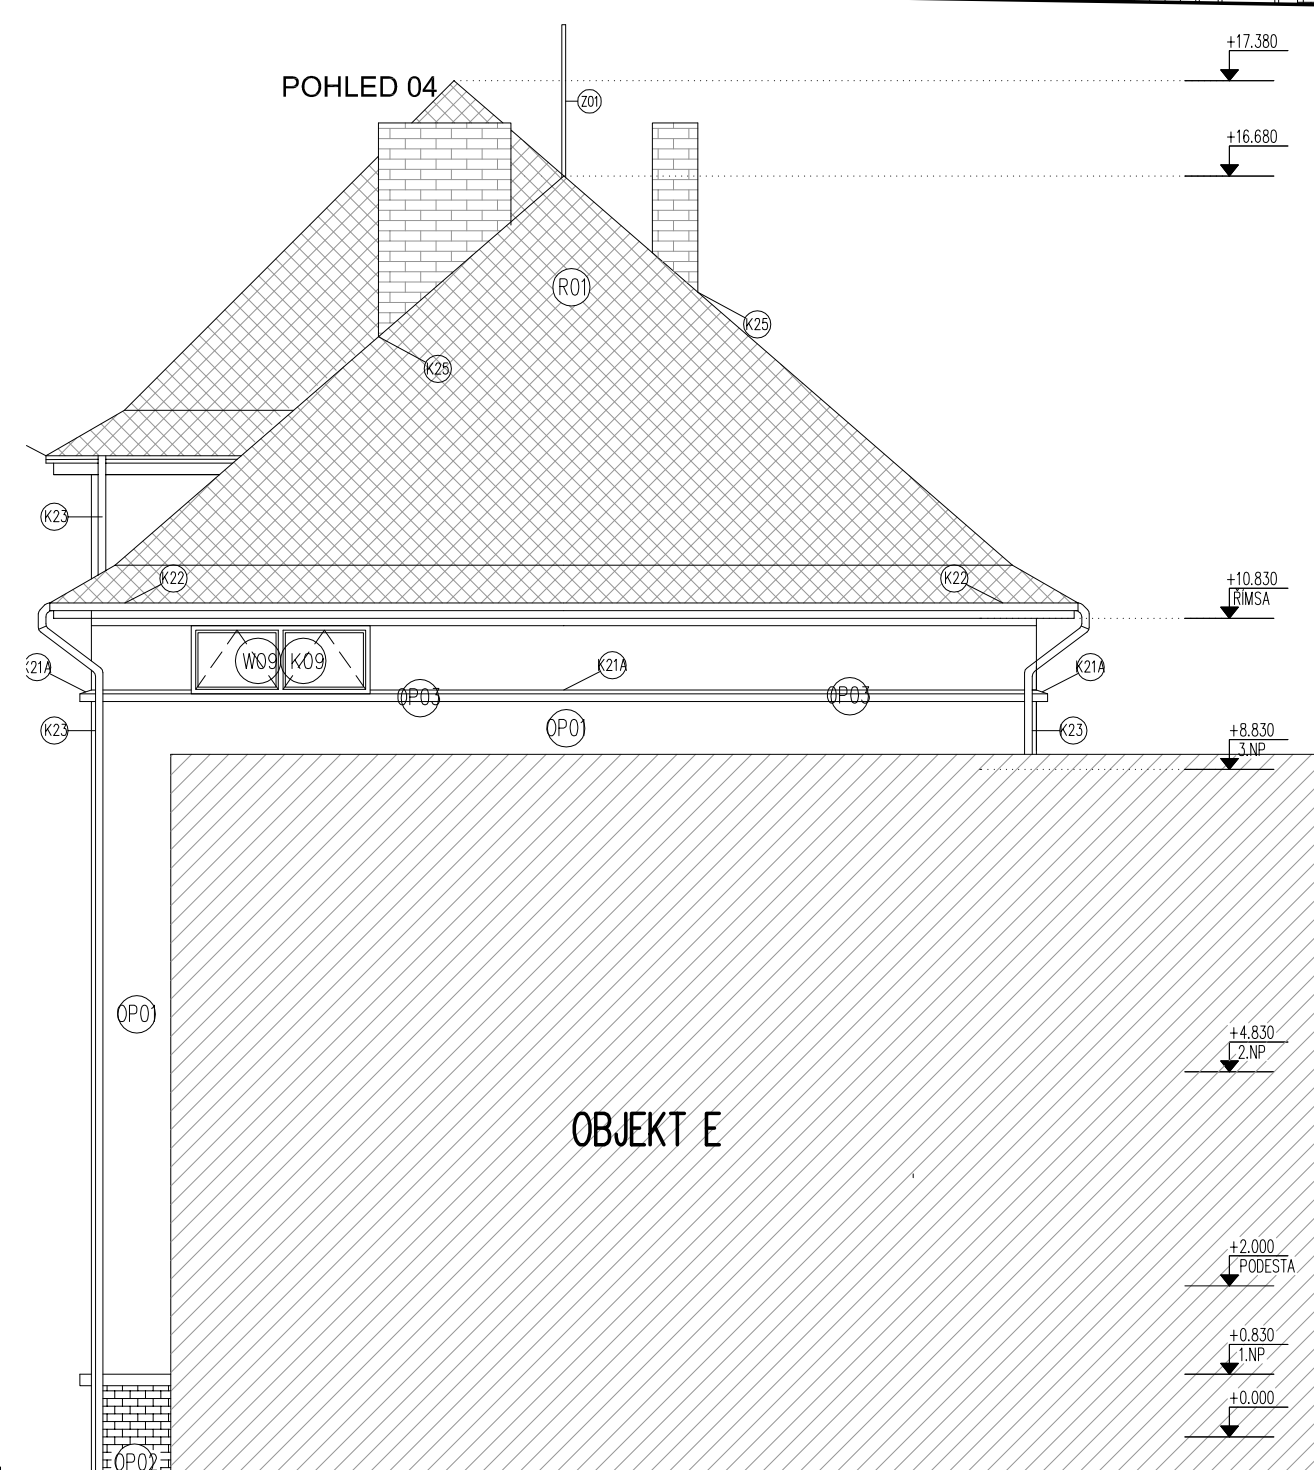 +17.380
POHLED 04
Z01
+16.680
R01
K25
K25
K23
K22
K22
+10.830
ŘÍMSA
W09 K09
K21A
K21A
K21A
OP03
OP03
K23
OP01
K23
+8.830
3.NP
OP01
+4.830
2.NP
OBJEKT E
+2.000
PODESTA
+0.830
1.NP
+0.000
OP02